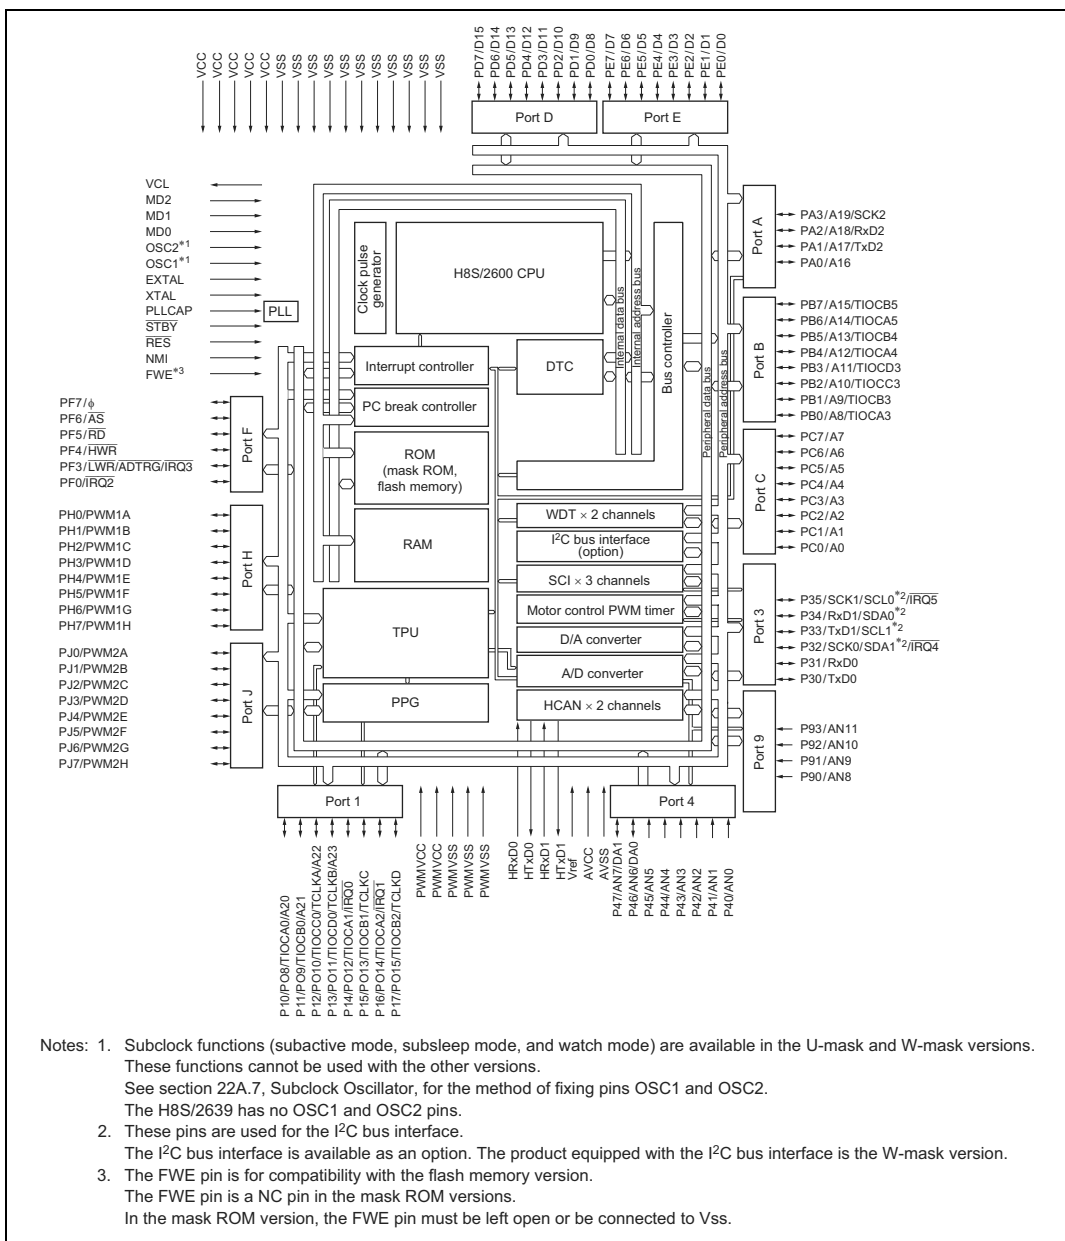 VCC
VCC
VCC
VCC
VCC
VSS
VSS
VSS
VSS
VSS
VSS
VSS
VSS
VSS
VSS
VSS
PD7/D15
PD6/D14
PD5/D13
PD4/D12
PD3/D11
PD2/D10
PD1/D9
PD0/D8
PE7/D7
PE6/D6
PE5/D5
PE4/D4
PE3/D3
PE2/D2
PE1/D1
PE0/D0
Port D
Port E
VCL
MD2
MD1
MD0
OSC2*1
OSC1*1
EXTAL
XTAL
PLLCAP
STBY
RES
NMI
FWE*3
PLL
Clock pulse generator
H8S/2600 CPU
Internal data bus
Internal address bus
Bus controller
Peripheral data bus
Peripheral address bus
Port A
PA3/A19/SCK2
PA2/A18/RxD2
PA1/A17/TxD2
PA0/A16
Interrupt controller
DTC
PC break controller
ROM
(mask ROM,
flash memory)
RAM
TPU
PPG
WDT × 2 channels
I²C bus interface
(option)
SCI × 3 channels
Motor control PWM timer
D/A converter
A/D converter
HCAN × 2 channels
Port B
PB7/A15/TIOCB5
PB6/A14/TIOCA5
PB5/A13/TIOCB4
PB4/A12/TIOCA4
PB3 / A11/TIOCD3
PB2/A10/TIOCC3
PB1/A9/TIOCB3
PB0/A8/TIOCA3
PF7/ϕ
PF6/AS
PF5/RD
PF4/HWR
PF3/LWR/ADTRG/IRQ3
PF0/IRQ2
Port F
Port C
PC7/A7
PC6/A6
PC5/A5
PC4/A4
PC3/A3
PC2/A2
PC1/A1
PC0/A0
PH0/PWM1A
PH1/PWM1B
PH2/PWM1C
PH3/PWM1D
PH4/PWM1E
PH5/PWM1F
PH6/PWM1G
PH7/PWM1H
Port H
Port 3
P35/SCK1/SCL0*2/IRQ5
P34/RxD1/SDA0*2
P33/TxD1/SCL1*2
P32/SCK0/SDA1*2/IRQ4
P31/RxD0
P30/TxD0
PJ0/PWM2A
PJ1/PWM2B
PJ2/PWM2C
PJ3/PWM2D
PJ4/PWM2E
PJ5/PWM2F
PJ6/PWM2G
PJ7/PWM2H
Port J
Port 9
P93/AN11
P92/AN10
P91/AN9
P90/AN8
Port 1
Port 4
P10/PO8/TIOCA0/A20
P11/PO9/TIOCB0/A21
P12/PO10/TIOCC0/TCLKA/A22
P13/PO11/TIOCD0/TCLKB/A23
P14/PO12/TIOCA1/IRQ0
P15/PO13/TIOCB1/TCLKC
P16/PO14/TIOCA2/IRQ1
P17/PO15/TIOCB2/TCLKD
PWMVCC
PWMVCC
PWMVSS
PWMVSS
PWMVSS
HRxD0
HTxD0
HRxD1
HTxD1
Vref
AVCC
AVSS
P47/AN7/DA1
P46/AN6/DA0
P45/AN5
P44/AN4
P43/AN3
P42/AN2
P41/AN1
P40/AN0
Notes: 1. Subclock functions (subactive mode, subsleep mode, and watch mode) are available in the U-mask and W-mask versions.
These functions cannot be used with the other versions.
See section 22A.7, Subclock Oscillator, for the method of fixing pins OSC1 and OSC2.
The H8S/2639 has no OSC1 and OSC2 pins.
2. These pins are used for the I²C bus interface.
The I²C bus interface is available as an option. The product equipped with the I²C bus interface is the W-mask version.
3. The FWE pin is for compatibility with the flash memory version.
The FWE pin is a NC pin in the mask ROM versions.
In the mask ROM version, the FWE pin must be left open or be connected to Vss.